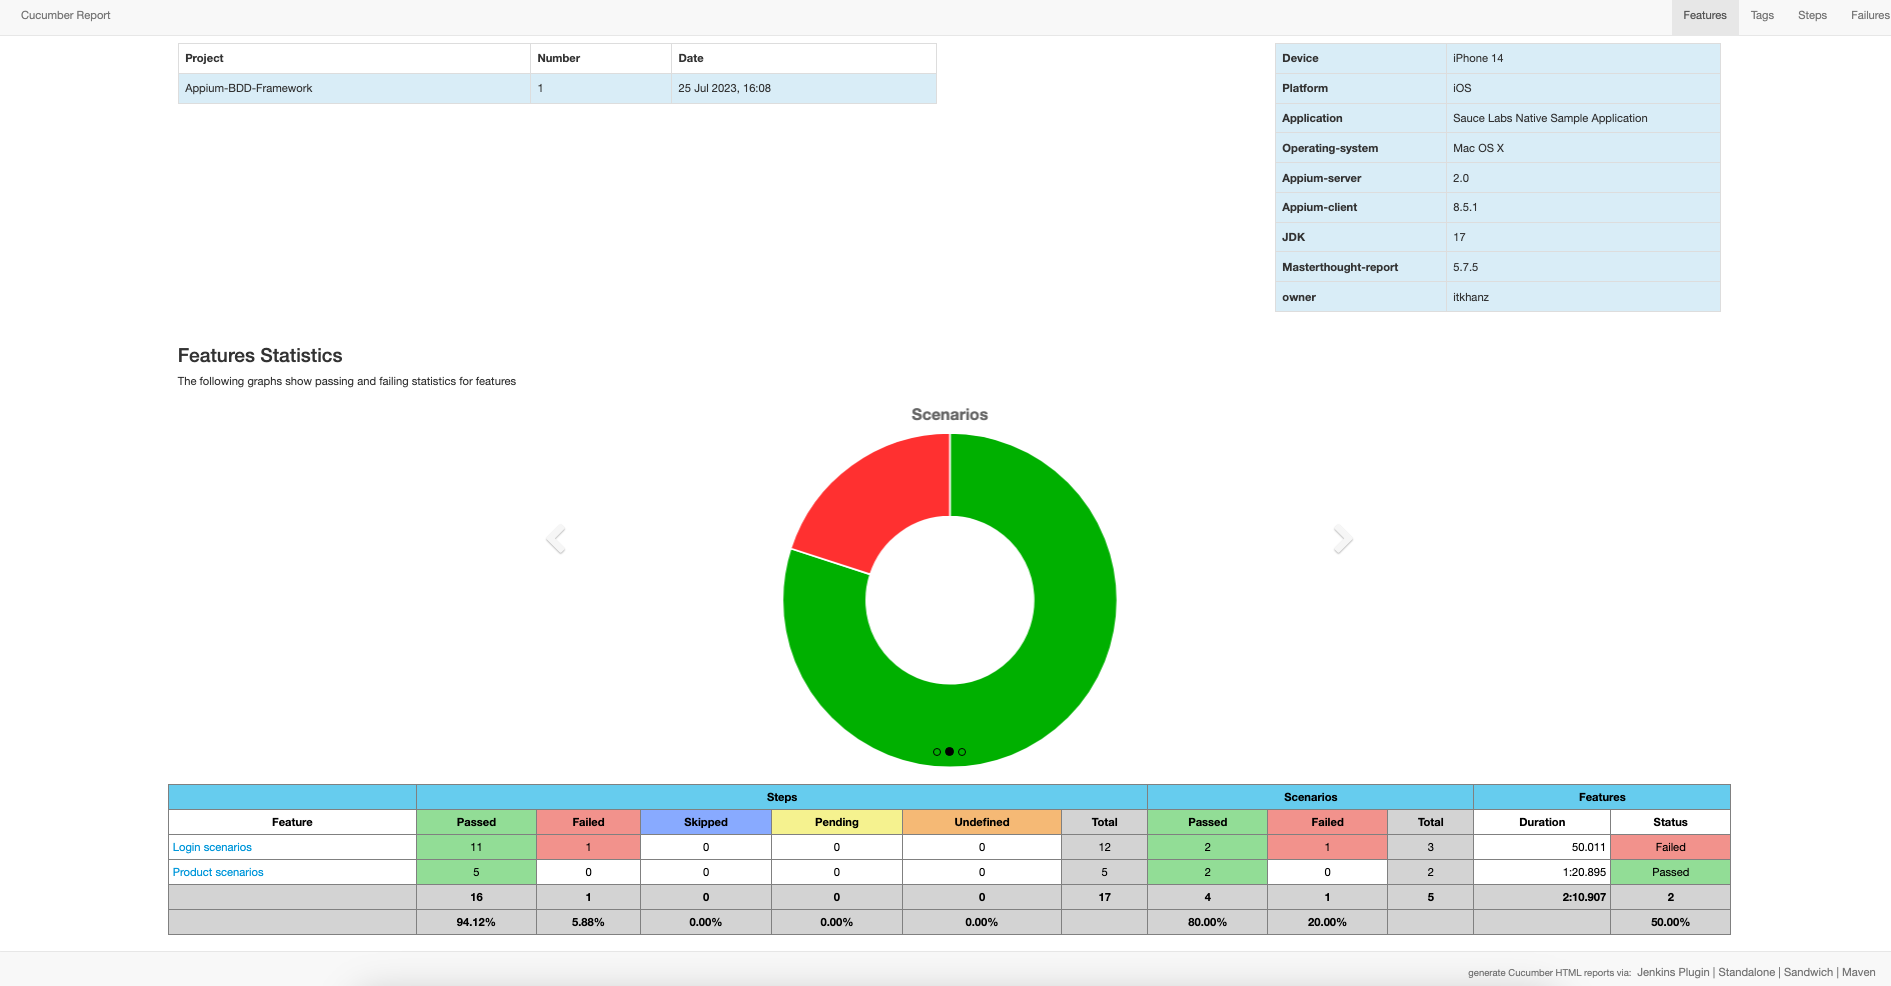 Cucumber Report
Features Tags Steps Failures
Project Number Date
Appium-BDD-Framework 1 25 Jul 2023, 16:08
Device iPhone 14
Platform iOS
Application Sauce Labs Native Sample Application
Operating-system Mac OS X
Appium-server 2.0
Appium-client 8.5.1
JDK 17
Masterthought-report 5.7.5
owner itkhanz
Features Statistics
The following graphs show passing and failing statistics for features
Scenarios
Steps Scenarios Features
Feature Passed Failed Skipped Pending Undefined Total Passed Failed Total Duration Status
Login scenarios 11 1 0 0 0 12 2 1 3 50.011 Failed
Product scenarios 5 0 0 0 0 5 2 0 2 1:20.895 Passed
16 1 0 0 0 17 4 1 5 2:10.907 2
94.12% 5.88% 0.00% 0.00% 0.00% 80.00% 20.00% 50.00%
generate Cucumber HTML reports via: Jenkins Plugin | Standalone | Sandwich | Maven